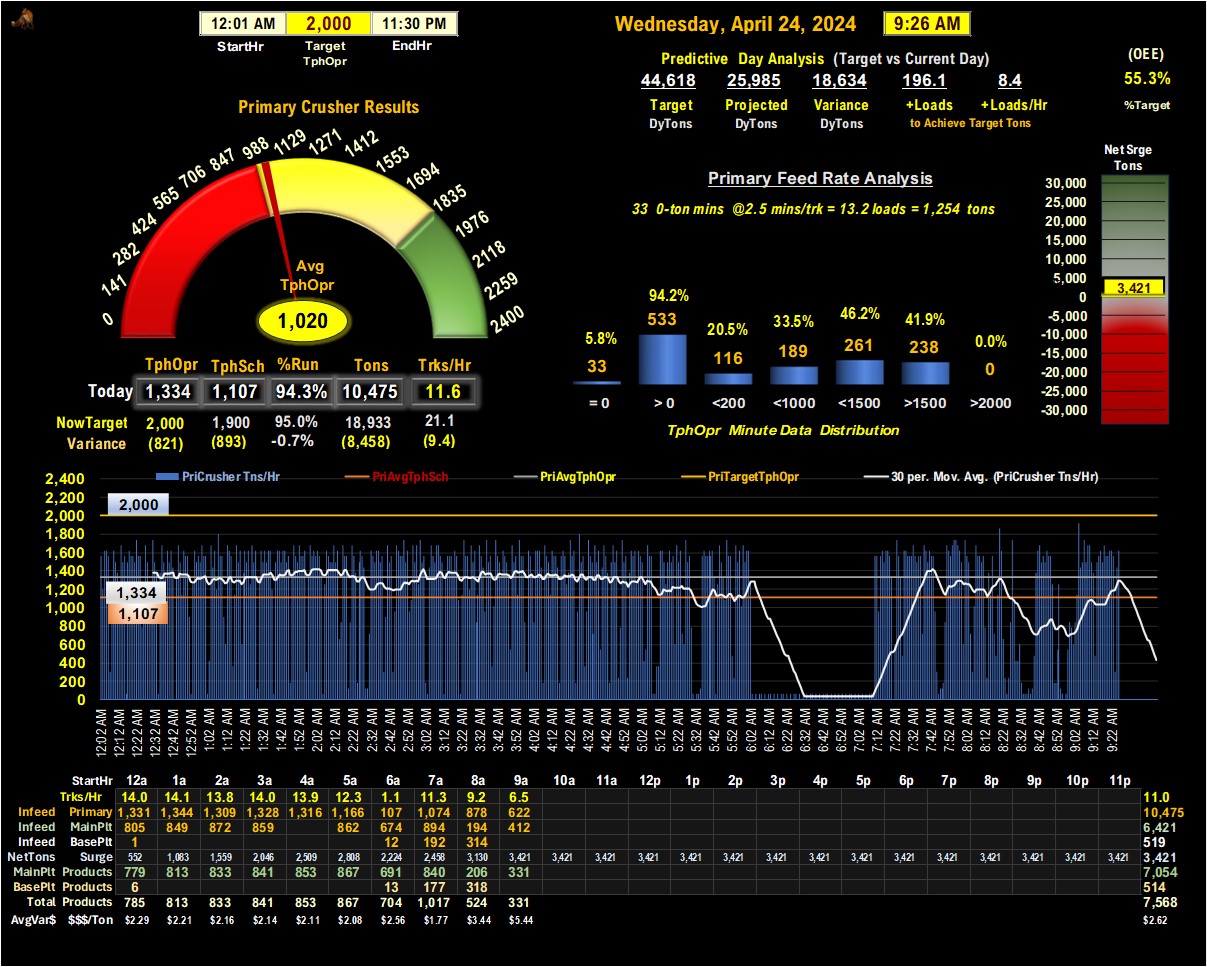 12:01 AM 2,000 11:30 PM
StartHr Target TphOpr EndHr
Wednesday, April 24, 2024 9:26 AM
Predictive Day Analysis (Target vs Current Day)
44,618 25,985 18,634 196.1 8.4
Target Projected Variance +Loads +Loads/Hr
DyTons DyTons DyTons to Achieve Target Tons
(OEE)
55.3%
%Target
Primary Crusher Results
0 141 282 424 565 706 847 988 1129 1271 1412 1553 1694 1835 1976 2118 2259 2400
Avg
TphOpr
1,020
TphOpr TphSch %Run Tons Trks/Hr
Today 1,334 1,107 94.3% 10,475 11.6
NowTarget 2,000 1,900 95.0% 18,933 21.1
Variance (821) (893) -0.7% (8,458) (9.4)
Primary Feed Rate Analysis
33 0-ton mins @2.5 mins/trk = 13.2 loads = 1,254 tons
5.8% 94.2% 20.5% 33.5% 46.2% 41.9% 0.0%
33 533 116 189 261 238 0
= 0 > 0 <200 <1000 <1500 >1500 >2000
TphOpr Minute Data Distribution
Net Srge
Tons
30,000
25,000
20,000
15,000
10,000
5,000
3,421
0
-5,000
-10,000
-15,000
-20,000
-25,000
-30,000
PriCrusher Tns/Hr PriAvgTphSch PriAvgTphOpr PriTargetTphOpr 30 per. Mov. Avg. (PriCrusher Tns/Hr)
2,400
2,200
2,000
1,800
1,600
1,400
1,200
1,000
800
600
400
200
0
2,000
1,334
1,107
12:02 AM 12:12 AM 12:22 AM 12:32 AM 12:42 AM 12:52 AM 1:02 AM 1:12 AM 1:22 AM 1:32 AM 1:42 AM 1:52 AM 2:02 AM 2:12 AM 2:22 AM 2:32 AM 2:42 AM 2:52 AM 3:02 AM 3:12 AM 3:22 AM 3:32 AM 3:42 AM 3:52 AM 4:02 AM 4:12 AM 4:22 AM 4:32 AM 4:42 AM 4:52 AM 5:02 AM 5:12 AM 5:22 AM 5:32 AM 5:42 AM 5:52 AM 6:02 AM 6:12 AM 6:22 AM 6:32 AM 6:42 AM 6:52 AM 7:02 AM 7:12 AM 7:22 AM 7:32 AM 7:42 AM 7:52 AM 8:02 AM 8:12 AM 8:22 AM 8:32 AM 8:42 AM 8:52 AM 9:02 AM 9:12 AM 9:22 AM
StartHr 12a 1a 2a 3a 4a 5a 6a 7a 8a 9a 10a 11a 12p 1p 2p 3p 4p 5p 6p 7p 8p 9p 10p 11p
Trks/Hr 14.0 14.1 13.8 14.0 13.9 12.3 1.1 11.3 9.2 6.5 11.0
Infeed Primary 1,331 1,344 1,309 1,328 1,316 1,166 107 1,074 878 622 10,475
Infeed MainPlt 805 849 872 859 862 674 894 194 412 6,421
Infeed BasePlt 1 12 192 314 519
NetTons Surge 552 1,083 1,559 2,046 2,509 2,808 2,224 2,458 3,130 3,421 3,421 3,421 3,421 3,421 3,421 3,421 3,421 3,421 3,421 3,421 3,421 3,421 3,421 3,421 3,421
MainPlt Products 779 813 833 841 853 867 691 840 206 331 7,054
BasePlt Products 6 13 177 318 514
Total Products 785 813 833 841 853 867 704 1,017 524 331 7,568
AvgVar$ $$$/Ton $2.29 $2.21 $2.16 $2.14 $2.11 $2.08 $2.56 $1.77 $3.44 $5.44 $2.62